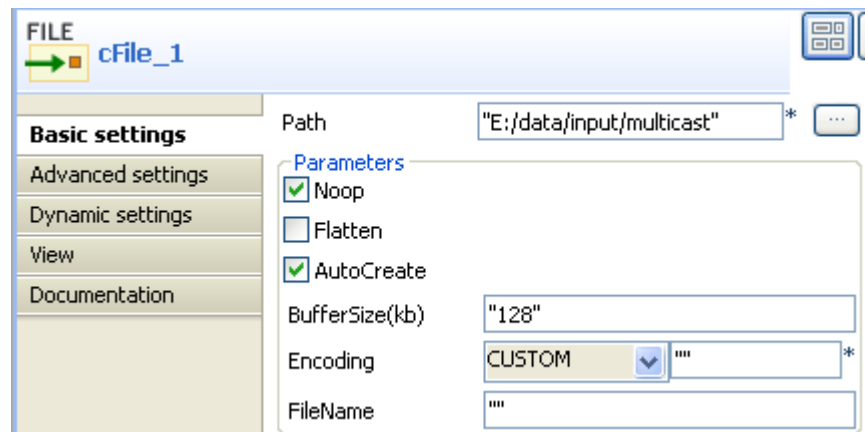 FILE
cFile_1
Basic settings
Advanced settings
Dynamic settings
View
Documentation
Path "E:/data/input/multicast" * ...
Parameters
Noop
Flatten
AutoCreate
BufferSize(kb) "128"
Encoding CUSTOM "" *
FileName ""